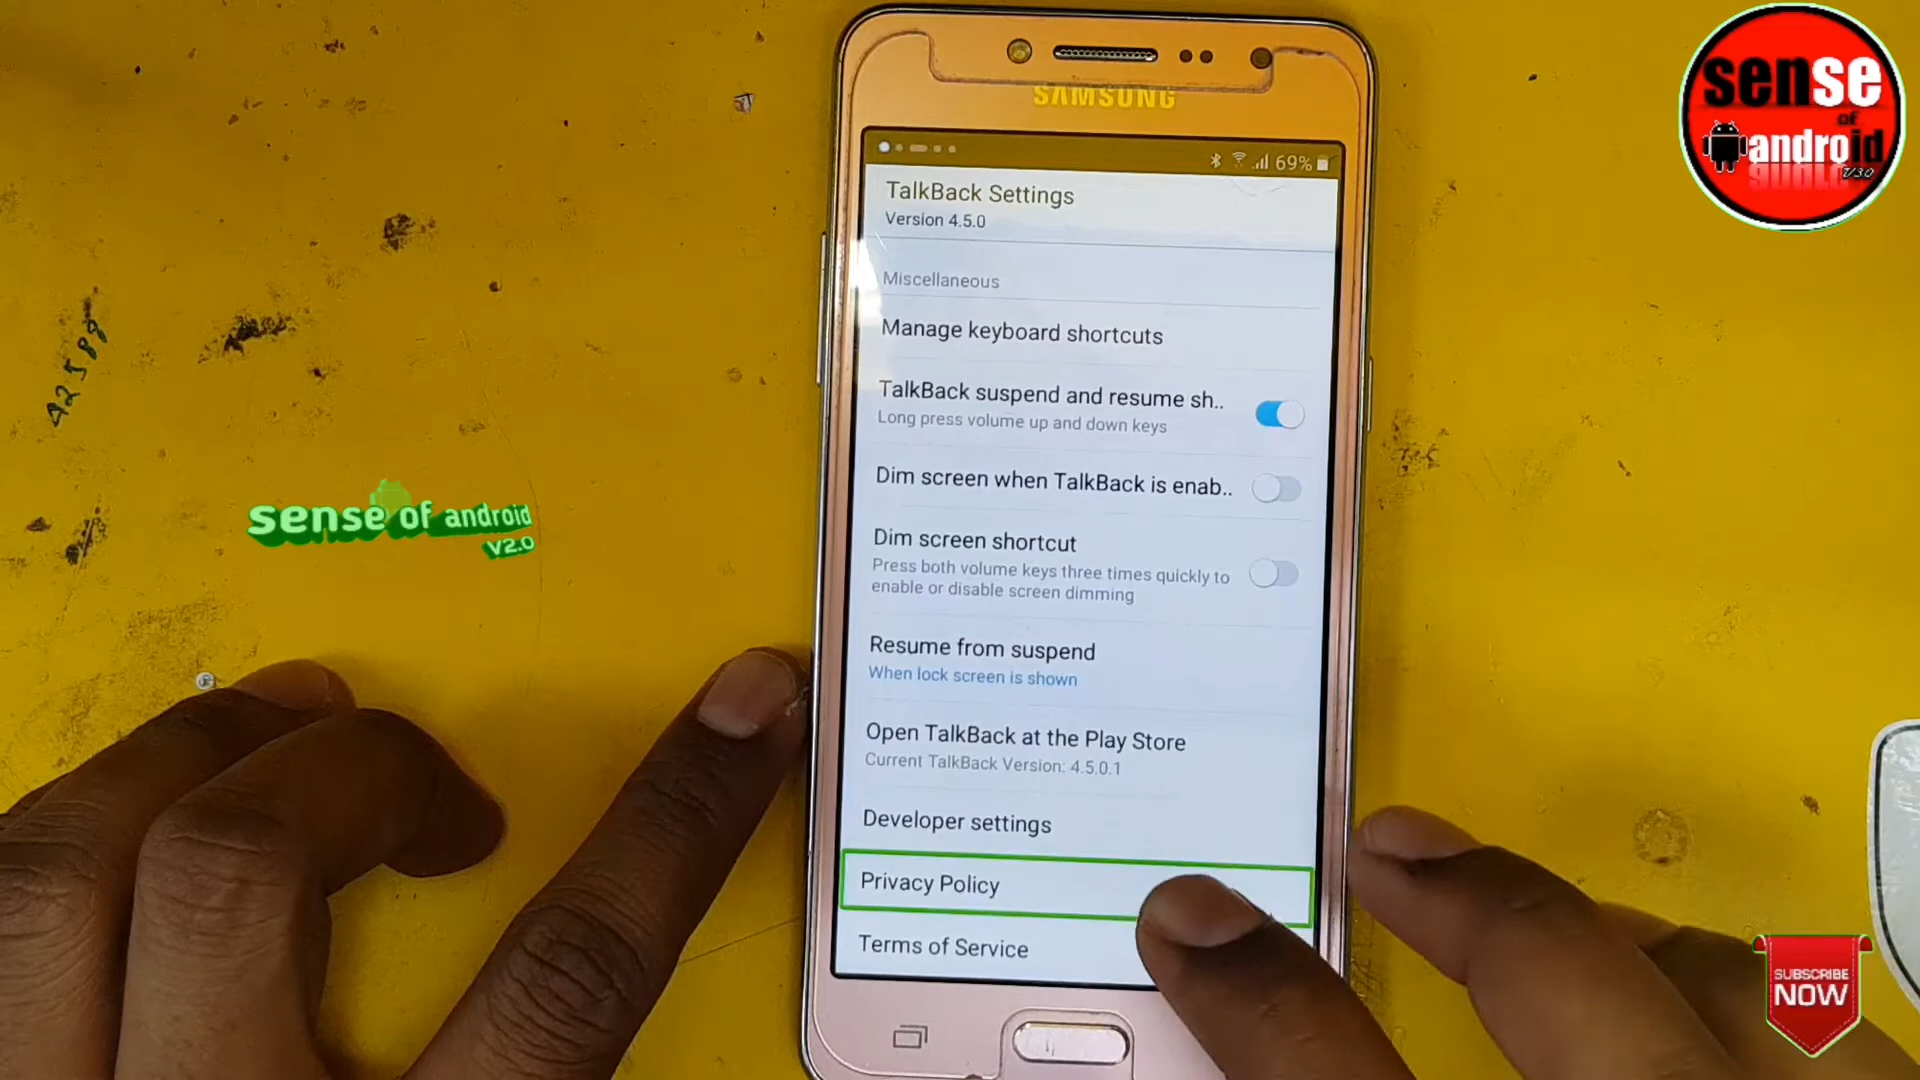 SAMSUNG
69%
TalkBack Settings
Version 4.5.0
Miscellaneous
Manage keyboard shortcuts
TalkBack suspend and resume sh..
Long press volume up and down keys
Dim screen when TalkBack is enab..
Dim screen shortcut
Press both volume keys three times quickly to
enable or disable screen dimming
Resume from suspend
When lock screen is shown
Open TalkBack at the Play Store
Current TalkBack Version: 4.5.0.1
Developer settings
Privacy Policy
Terms of Service
sense of android
V2.0
42588
sense
of
android
V3.0
SUBSCRIBE
NOW